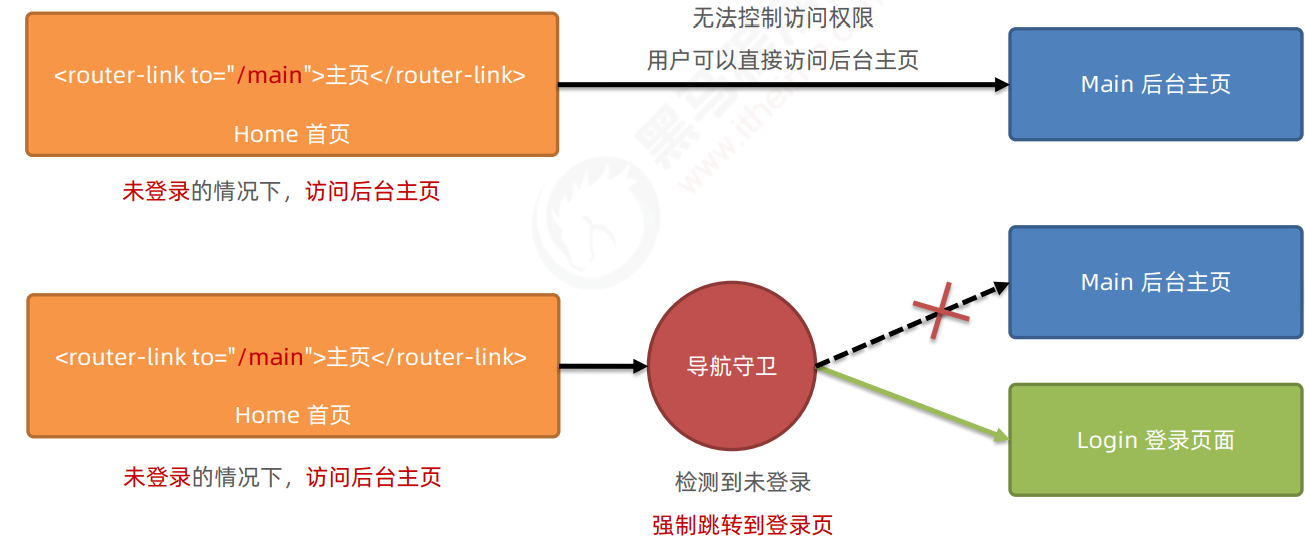 无法控制访问权限
用户可以直接访问后台主页
<router-link to="/main">主页</router-link>
Home 首页
Main 后台主页
未登录的情况下，访问后台主页
黑马
www.ithei
<router-link to="/main">主页</router-link>
Home 首页
导航守卫
Main 后台主页
Login 登录页面
未登录的情况下，访问后台主页
检测到未登录
强制跳转到登录页